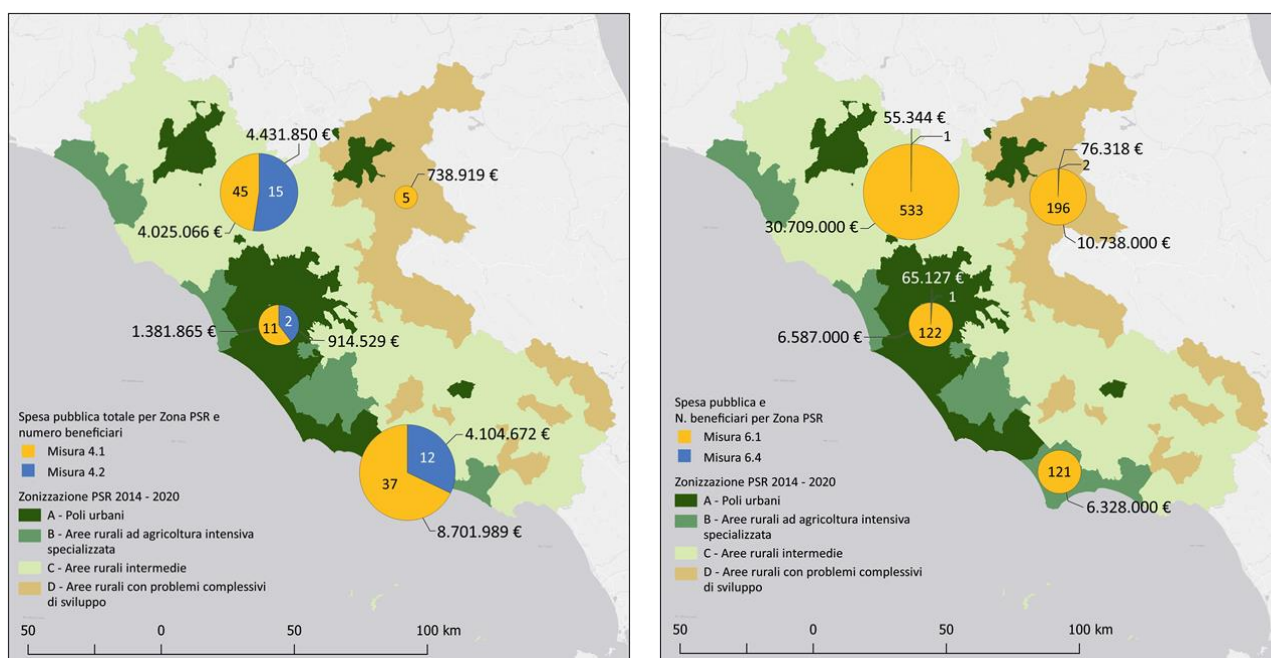 4.431.850 €
45
15
4.025.066 €
738.919 €
5
1.381.865 €
11
2
914.529 €
4.104.672 €
12
37
8.701.989 €
Spesa pubblica totale per Zona PSR e
numero beneficiari
Misura 4.1
Misura 4.2
Zonizzazione PSR 2014 - 2020
A - Poli urbani
B - Aree rurali ad agricoltura intensiva
specializzata
C - Aree rurali intermedie
D - Aree rurali con problemi complessivi
di sviluppo
50 0 50 100 km
55.344 €
1
533
30.709.000 €
76.318 €
2
196
10.738.000 €
65.127 €
1
122
6.587.000 €
121
6.328.000 €
Spesa pubblica e
N. beneficiari per Zona PSR
Misura 6.1
Misura 6.4
Zonizzazione PSR 2014 - 2020
A - Poli urbani
B - Aree rurali ad agricoltura intensiva
specializzata
C - Aree rurali intermedie
D - Aree rurali con problemi complessivi
di sviluppo
50 0 50 100 km